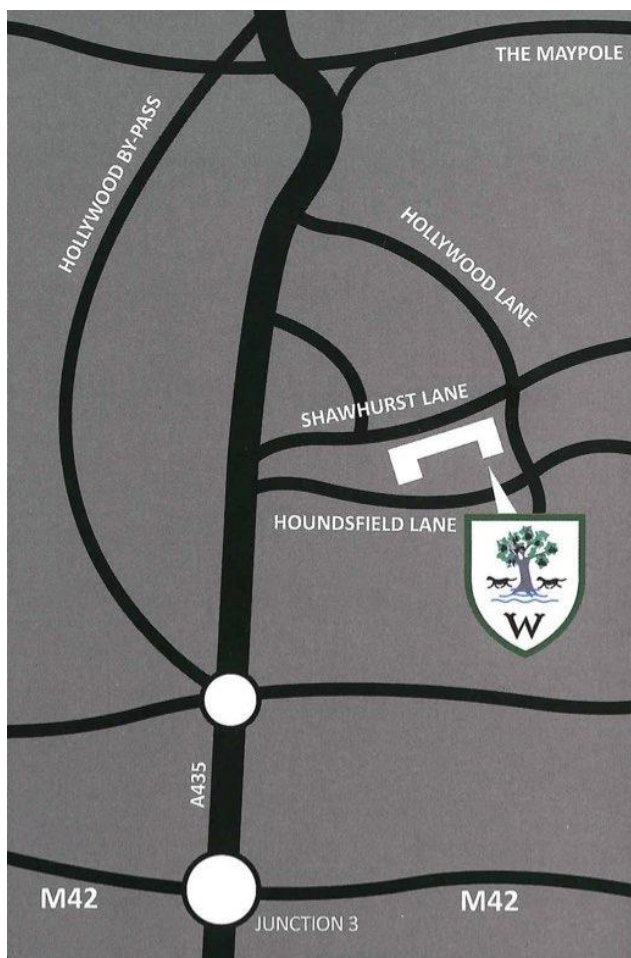 THE MAYPOLE
HOLLYWOOD BY-PASS
HOLLYWOOD LANE
SHAWHURST LANE
HOUNDSFIELD LANE
W
A435
M42
M42
JUNCTION 3